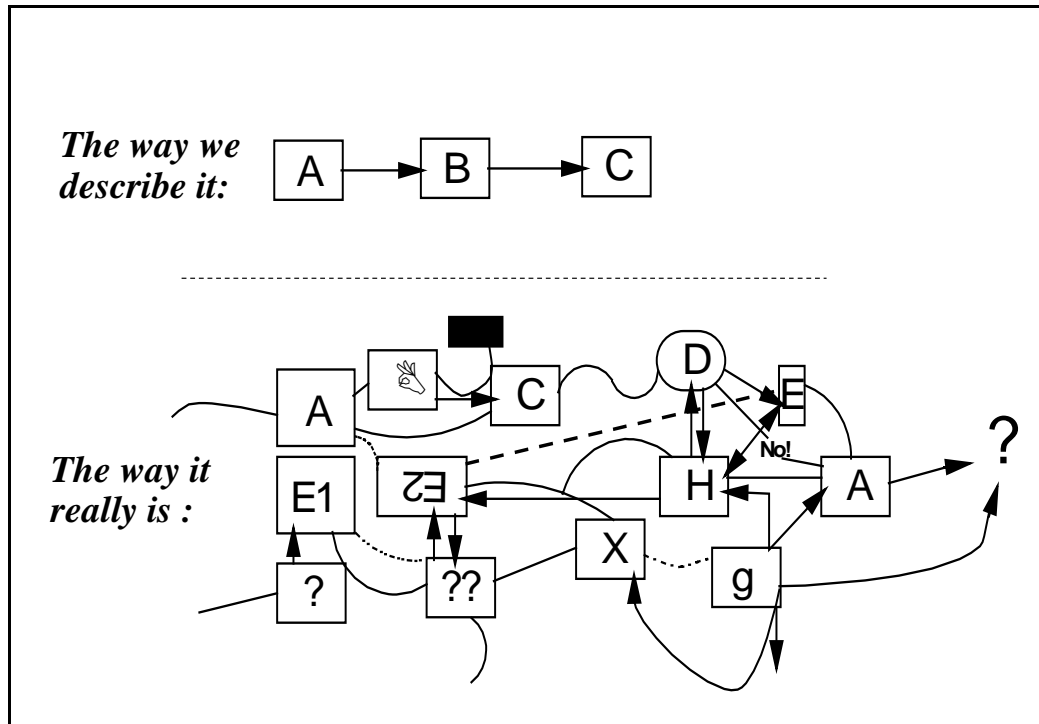 The way we
describe it:
A
B
C
The way it
really is :
A
C
D
E
No!
E1
E2
H
A
?
?
??
X
g